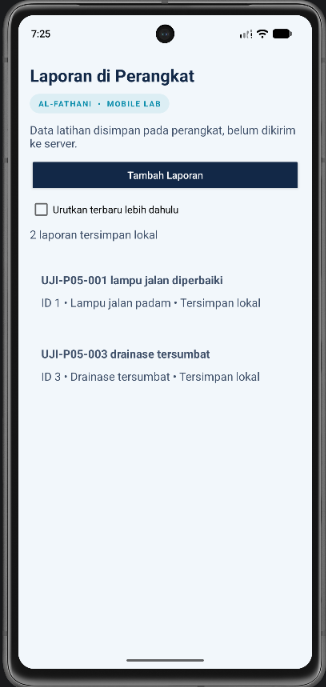 7:25
Laporan di Perangkat
AL-FATHANI • MOBILE LAB
Data latihan disimpan pada perangkat, belum dikirim
ke server.
Tambah Laporan
Urutkan terbaru lebih dahulu
2 laporan tersimpan lokal
UJI-P05-001 lampu jalan diperbaiki
ID 1 • Lampu jalan padam • Tersimpan lokal
UJI-P05-003 drainase tersumbat
ID 3 • Drainase tersumbat • Tersimpan lokal